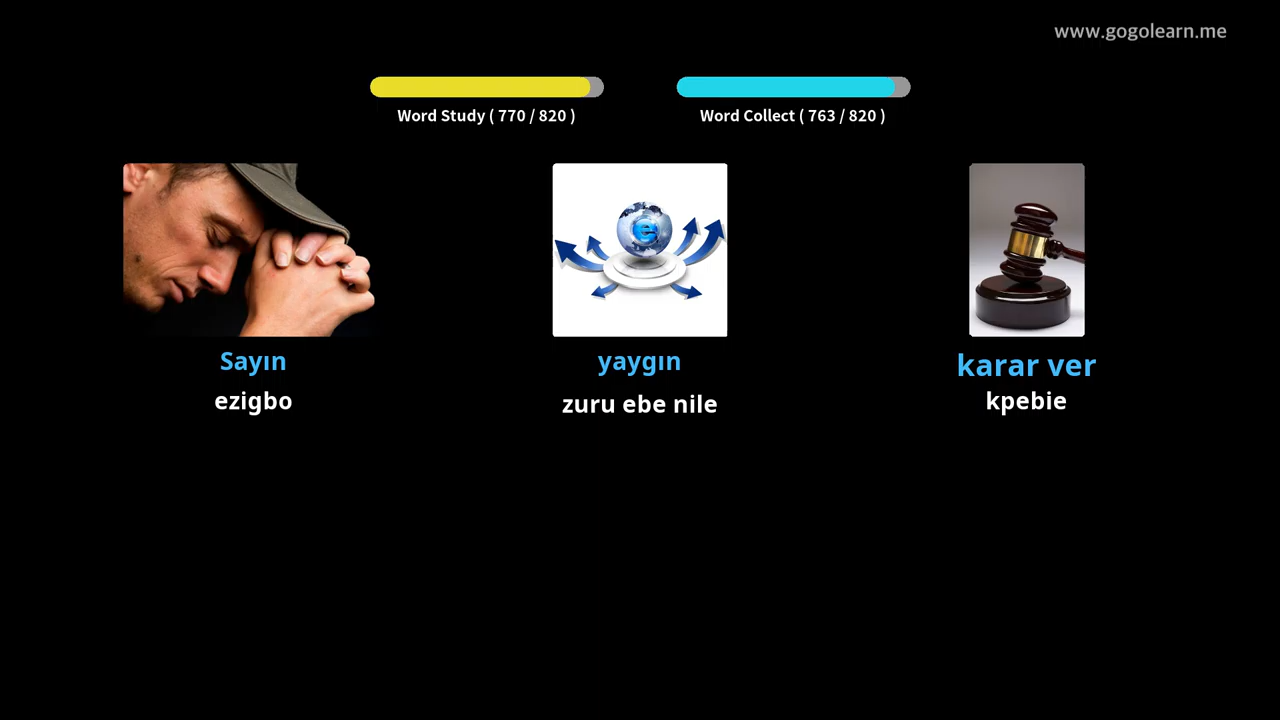 www.gogolearn.me
Word Study ( 770 / 820 )
Word Collect ( 763 / 820 )
e
Sayın
yaygın
karar ver
ezigbo
zuru ebe nile
kpebie